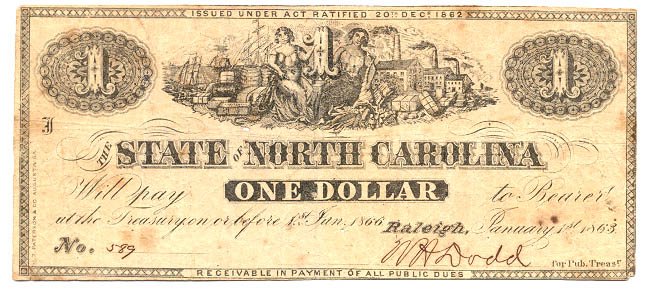 ISSUED UNDER ACT RATIFIED 20TH DEC. 1862
1 1 1
THE STATE OF NORTH CAROLINA
Will pay ONE DOLLAR to Bearer
at the Treasury, on or before 1st Jan. 1866
Raleigh, January 1st 1863
No. 589
W H Dodd for Pub. Treasr
RECEIVABLE IN PAYMENT OF ALL PUBLIC DUES